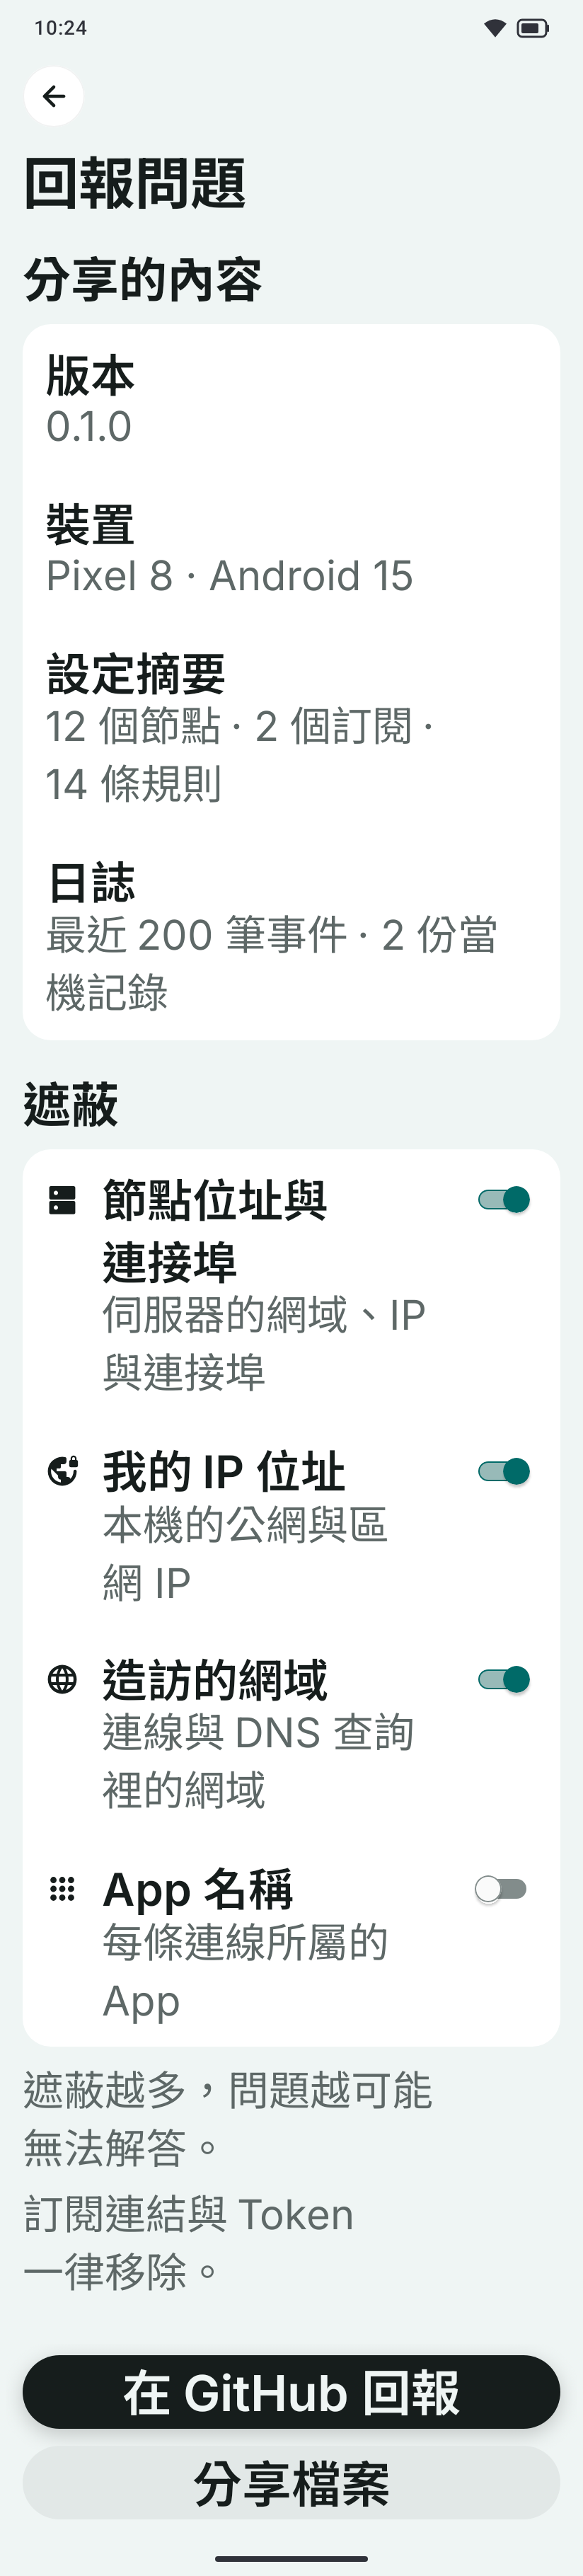 10:24
回報問題
分享的內容
版本
0.1.0
裝置
Pixel 8 · Android 15
設定摘要
12 個節點 · 2 個訂閱 ·
14 條規則
日誌
最近 200 筆事件 · 2 份當
機記錄
遮蔽
節點位址與
連接埠
伺服器的網域、IP
與連接埠
我的 IP 位址
本機的公網與區
網 IP
造訪的網域
連線與 DNS 查詢
裡的網域
App 名稱
每條連線所屬的
App
遮蔽越多，問題越可能
無法解答。
訂閱連結與 Token
一律移除。
在 GitHub 回報
分享檔案